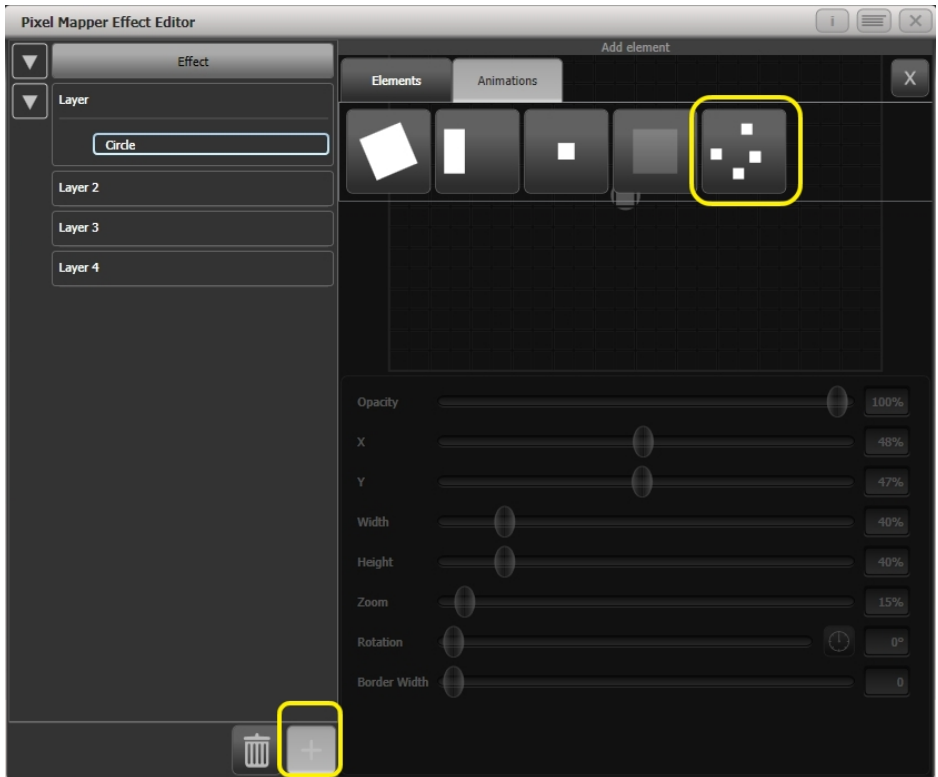 Pixel Mapper Effect Editor
i
X
Add element
Effect
Elements
Animations
X
Layer
Circle
Layer 2
Layer 3
Layer 4
Opacity
100%
X
48%
Y
47%
Width
40%
Height
40%
Zoom
15%
Rotation
0°
Border Width
0
+